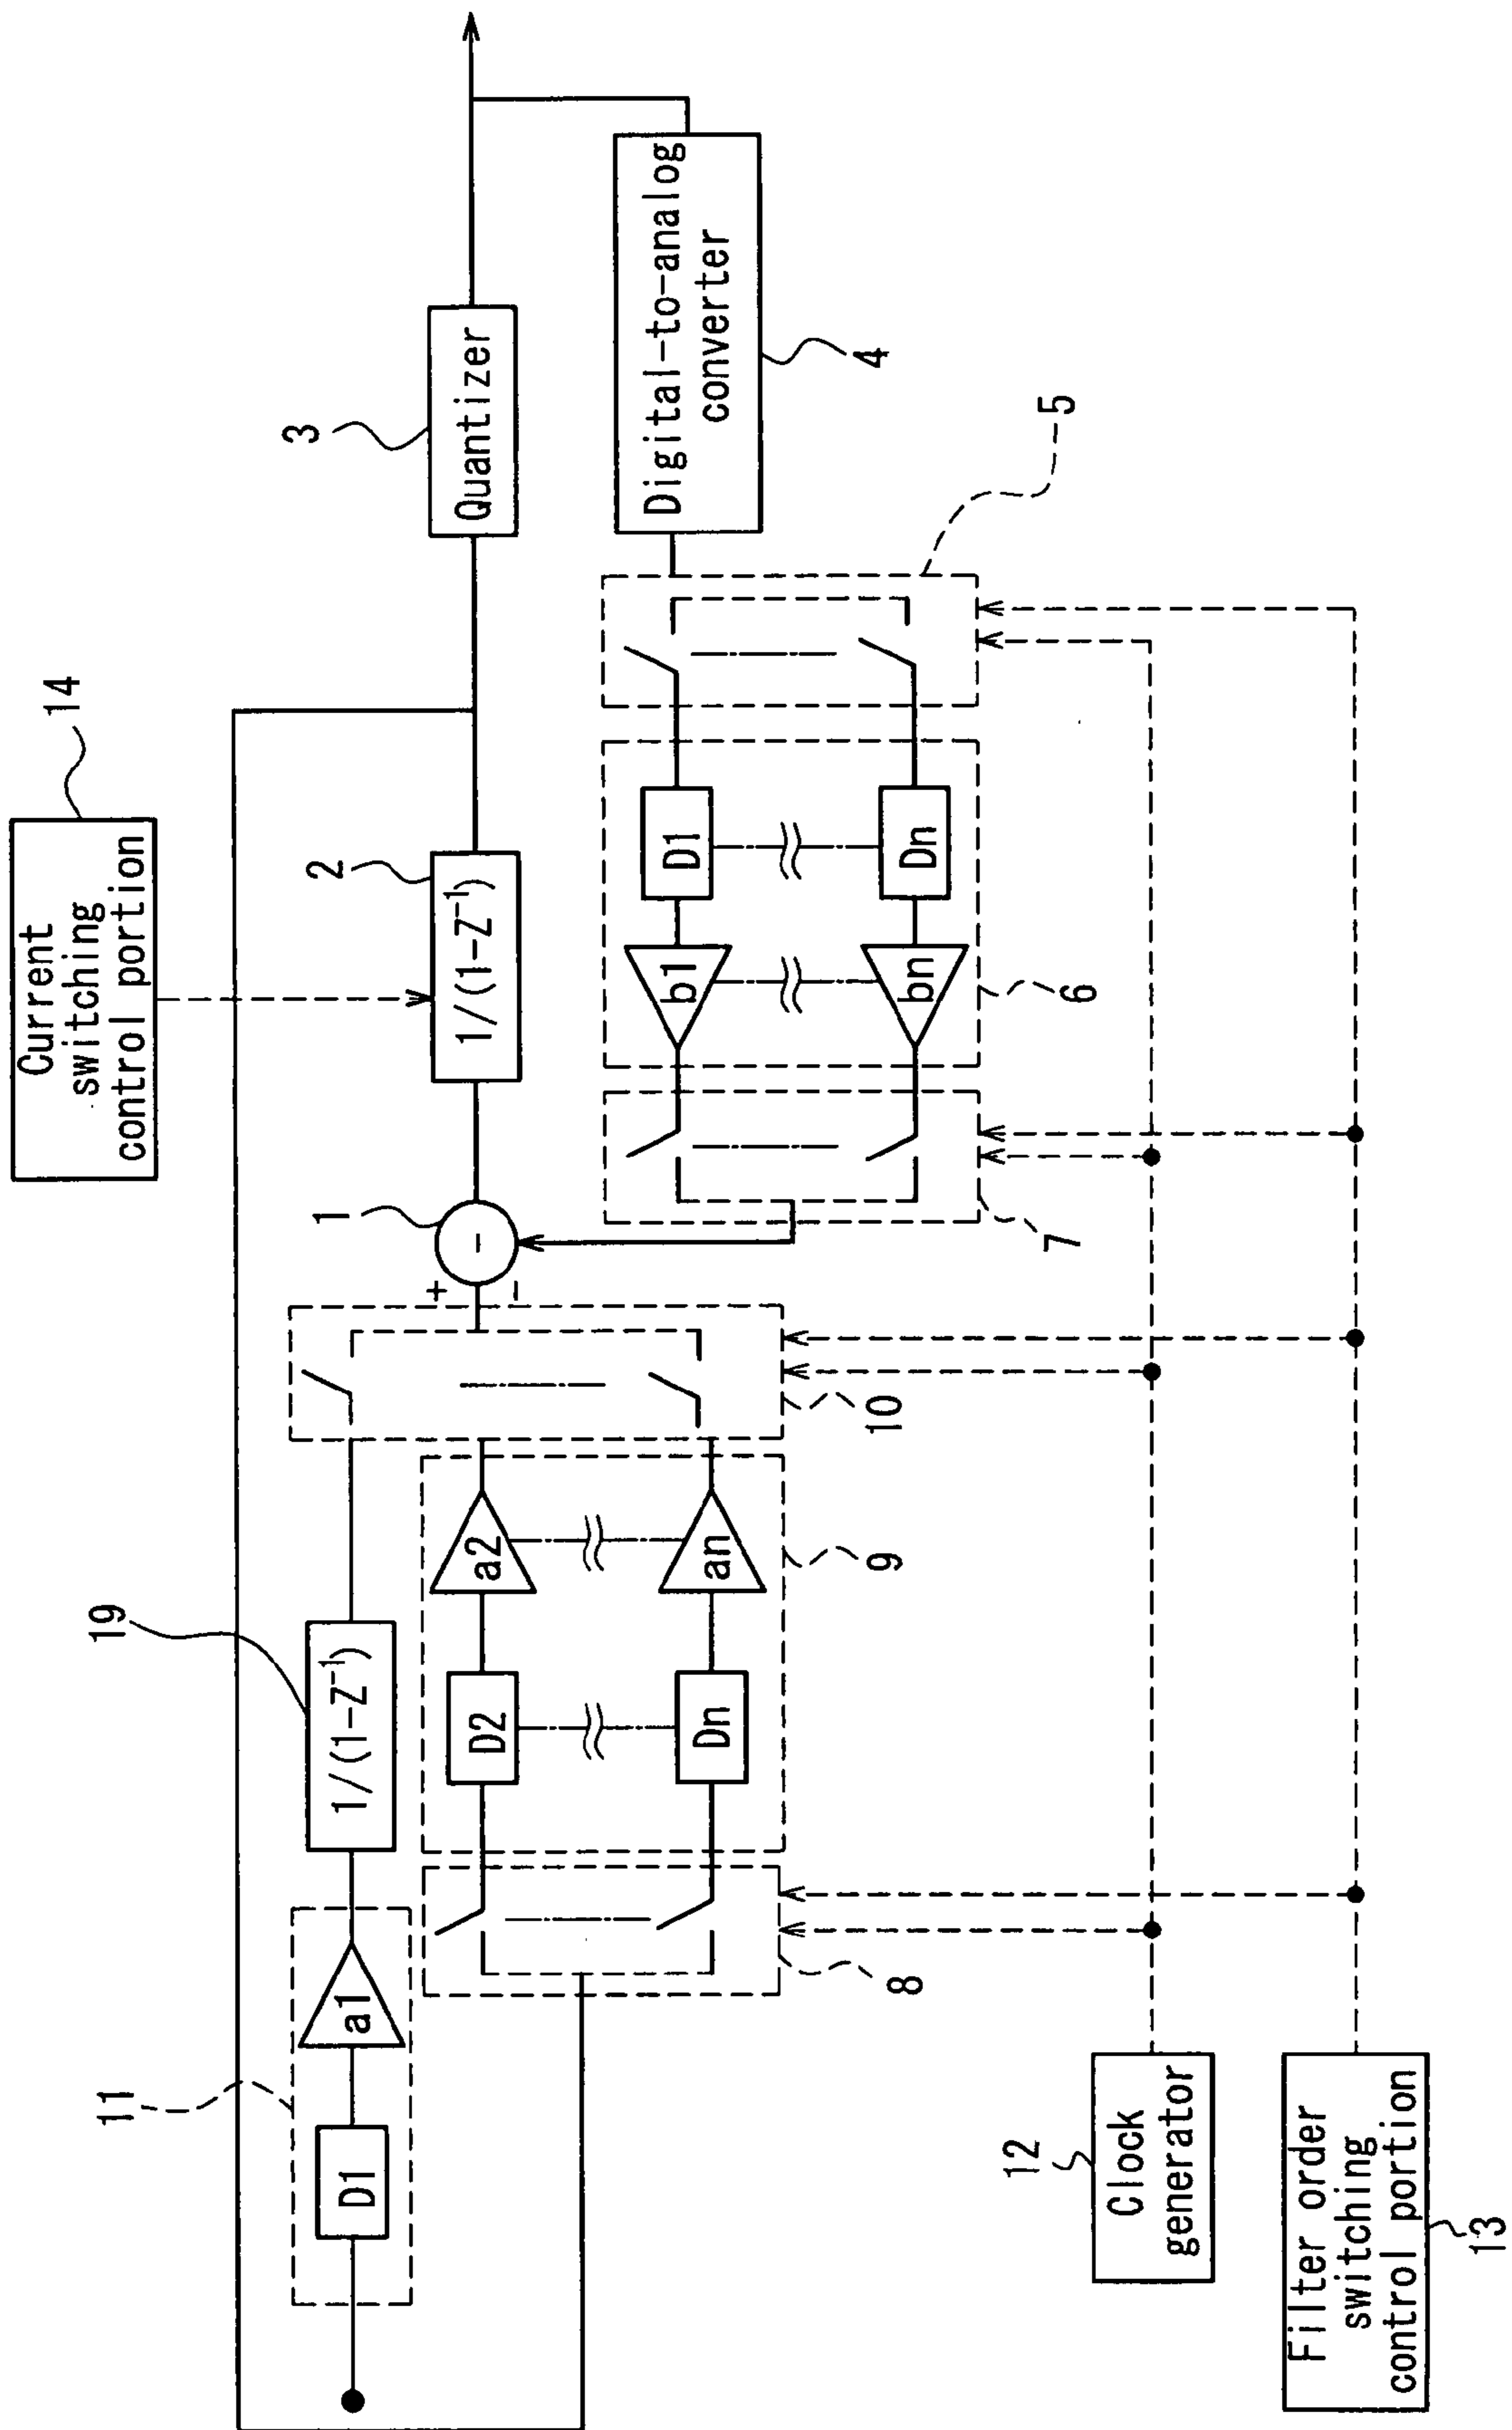 Current
switching
control portion
14
3
Quantizer
2
1/(1-Z⁻¹)
1
-
+
−
19
1/(1-Z⁻¹)
11
D1
a1
D2
a2
Dn
an
8
9
10
b1
D1
bn
Dn
7
6
5
Digital-to-analog
converter
4
12
Clock
generator
Filter order
switching
control portion
13